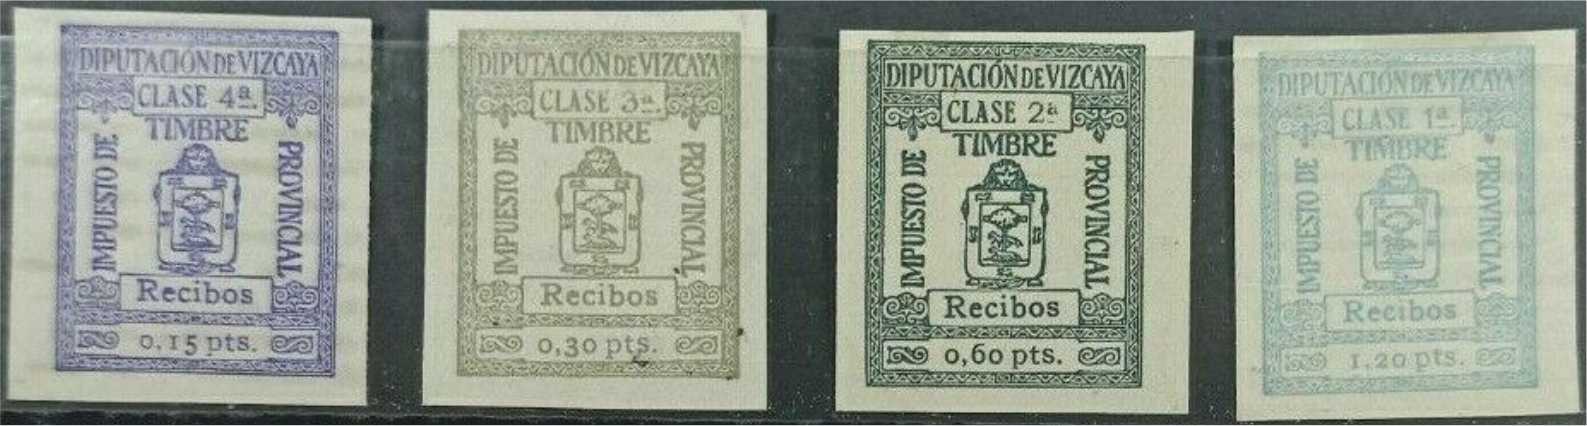 DIPUTACIÓN DE VIZCAYA
CLASE 4ª.
TIMBRE
IMPUESTO DE
PROVINCIAL
Recibos
0,15 pts.
DIPUTACIÓN DE VIZCAYA
CLASE 3ª.
TIMBRE
IMPUESTO DE
PROVINCIAL
Recibos
0,30 pts.
DIPUTACIÓN DE VIZCAYA
CLASE 2ª
TIMBRE
IMPUESTO DE
PROVINCIAL
Recibos
0,60 pts.
DIPUTACIÓN DE VIZCAYA
CLASE 1ª.
TIMBRE
IMPUESTO DE
PROVINCIAL
Recibos
1,20 pts.